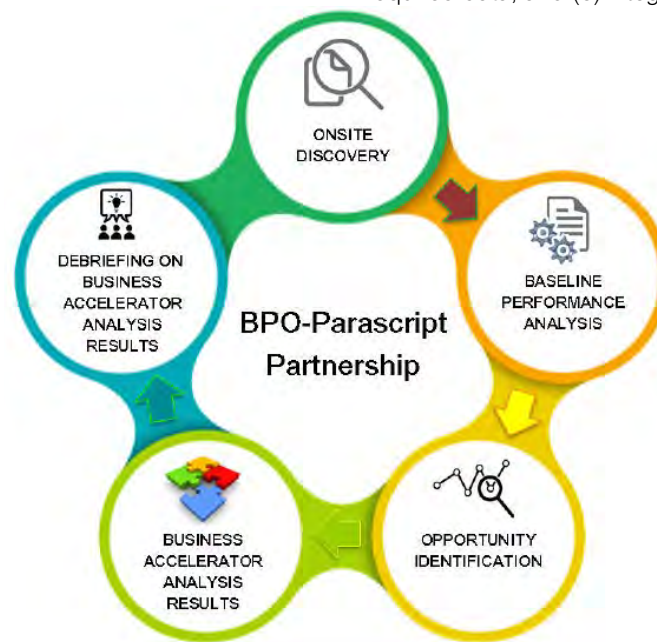 ONSITE
DISCOVERY
BASELINE
PERFORMANCE
ANALYSIS
OPPORTUNITY
IDENTIFICATION
BUSINESS
ACCELERATOR
ANALYSIS
RESULTS
DEBRIEFING ON
BUSINESS
ACCELERATOR
ANALYSIS
RESULTS
BPO-Parascript
Partnership